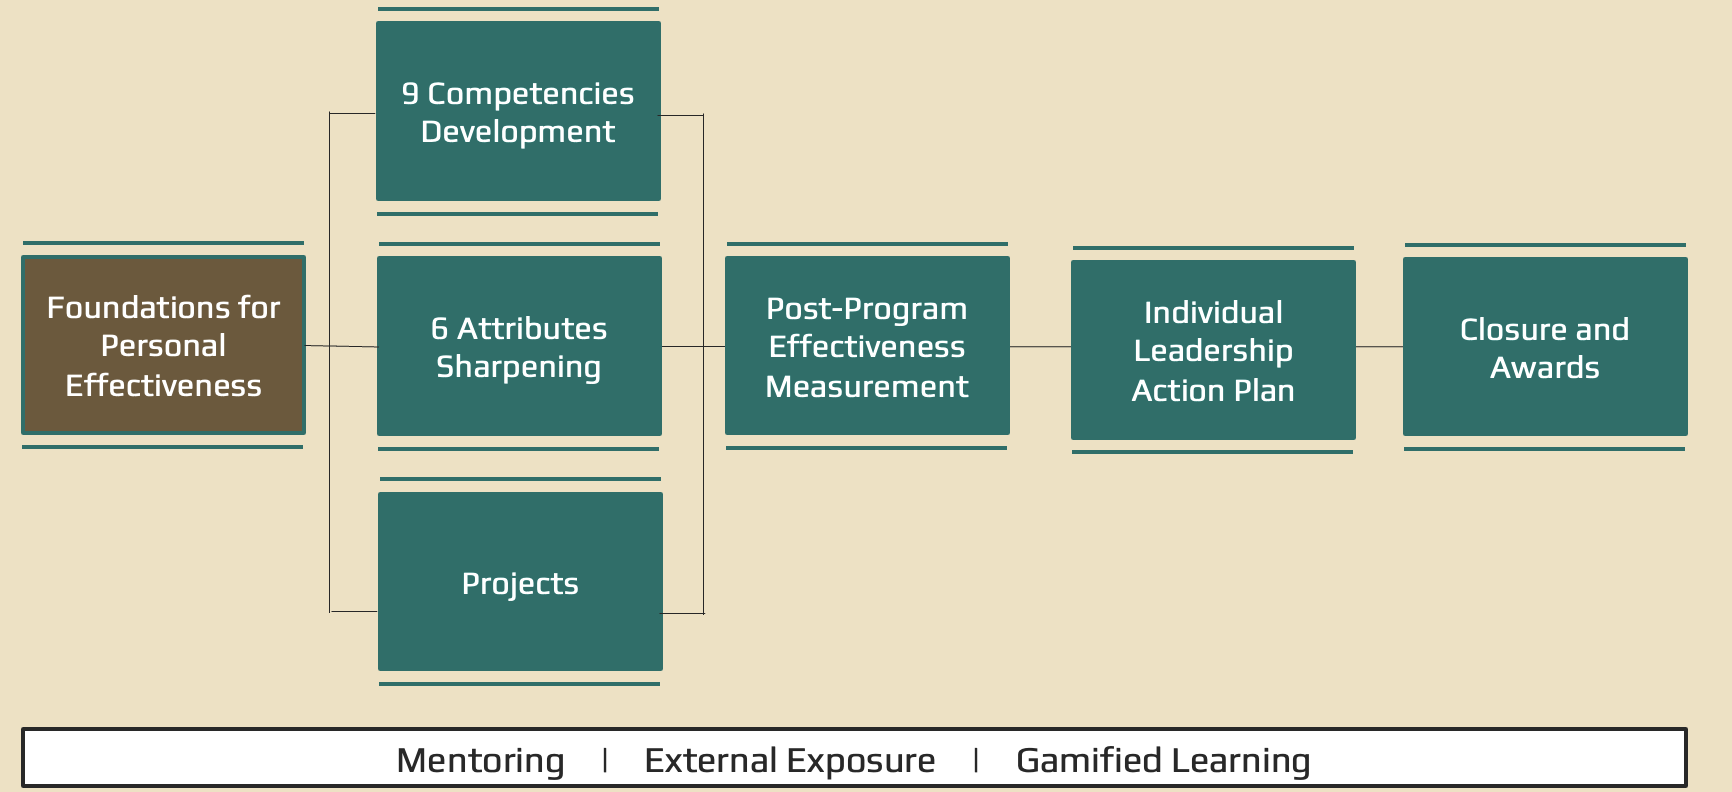 9 Competencies
Development
Foundations for
Personal
Effectiveness
6 Attributes
Sharpening
Post-Program
Effectiveness
Measurement
Individual
Leadership
Action Plan
Closure and
Awards
Projects
Mentoring | External Exposure | Gamified Learning